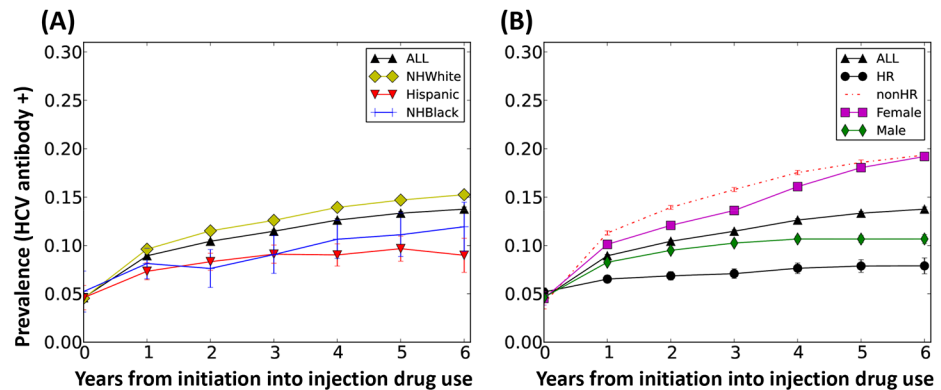 (A)
Prevalence (HCV antibody +)
0.30
0.25
0.20
0.15
0.10
0.05
0.00
ALL
NHWhite
Hispanic
NHBlack
0 1 2 3 4 5 6
Years from initiation into injection drug use
(B)
0.30
0.25
0.20
0.15
0.10
0.05
0.00
ALL
HR
nonHR
Female
Male
0 1 2 3 4 5 6
Years from initiation into injection drug use